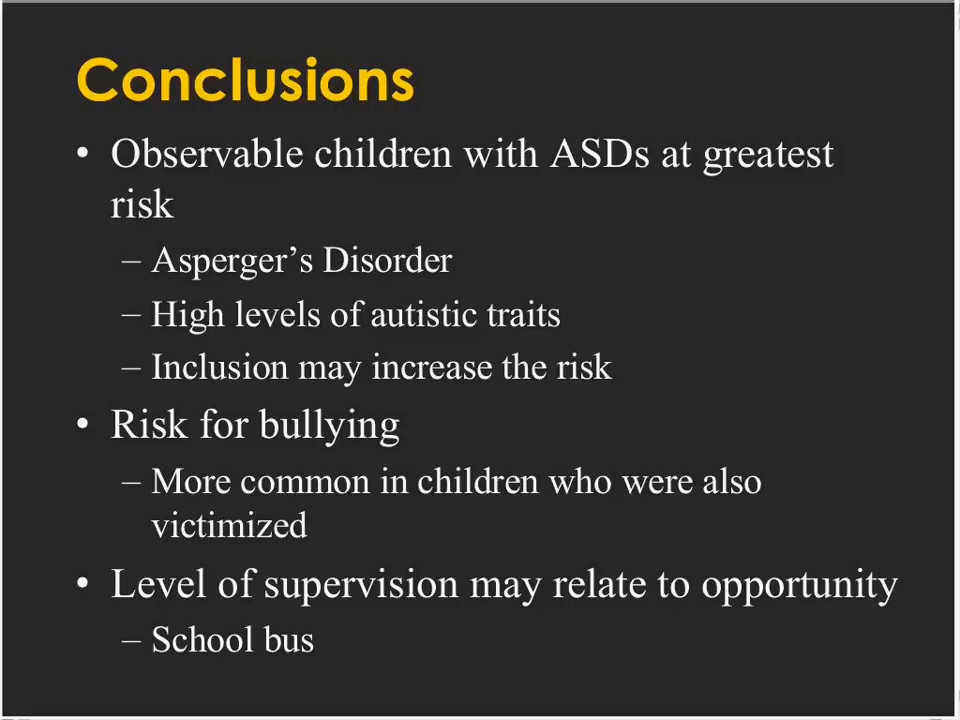 Conclusions
• Observable children with ASDs at greatest
risk
– Asperger’s Disorder
– High levels of autistic traits
– Inclusion may increase the risk
• Risk for bullying
– More common in children who were also
victimized
• Level of supervision may relate to opportunity
– School bus